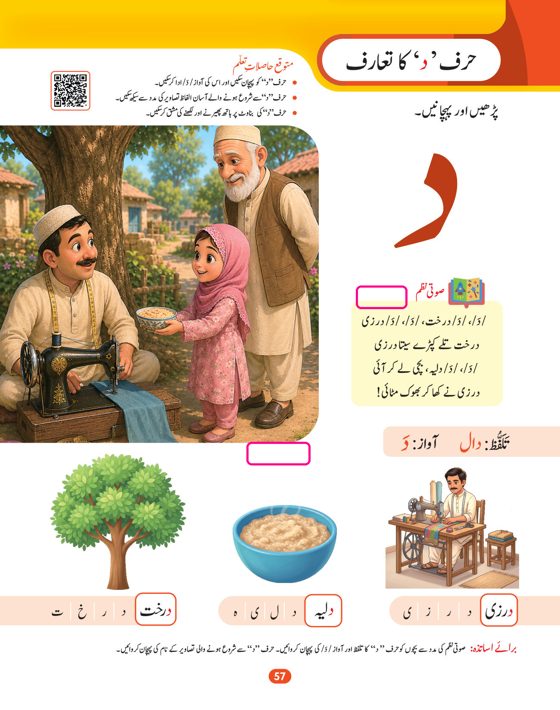 حرف ’د‘ کا تعارف
متوقع حاصلاتِ تعلّم
حرف ”د“ کو پہچان سکیں اور اس کی آواز /دَ/ ادا کر سکیں۔
حرف ”د“ سے شروع ہونے والے آسان الفاظ تصاویر کی مدد سے سیکھ سکیں۔
حرف ”د“ کی بناوٹ پر ہاتھ پھیرنے اور لکھنے کی مشق کر سکیں۔
پڑھیں اور پہچانیں۔
د
صوتی نظم
/دَ/، /دَ/ درخت، /دَ/، /دَ/ درزی
درخت تلے کپڑے سیتا درزی
/دَ/، /دَ/ دلیہ، بچی لے کر آئی
درزی نے کھا کر بھوک مٹائی!
تلفّظ: دال آواز: دَ
درزی د ر ز ی
دلیہ د ل ی ہ
درخت د ر خ ت
برائے اساتذہ: صوتی نظم کی مدد سے بچوں کو حرف ”د“ کا تلفظ اور آواز /دَ/ کی پہچان کروائیں۔ حرف ”د“ سے شروع ہونے والی تصاویر کے نام کی پہچان کروائیں۔
57